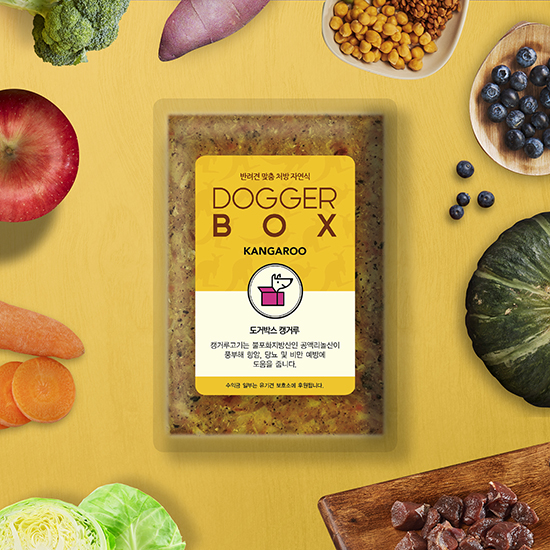 반려견 맞춤 처방 자연식
DOGGER
BOX
KANGAROO
도거박스 캥거루
캥거루고기는 불포화지방산인 공액리놀산이
풍부해 항암, 당뇨 및 비만 예방에
도움을 줍니다.
수익금 일부는 유기견 보호소에 후원됩니다.